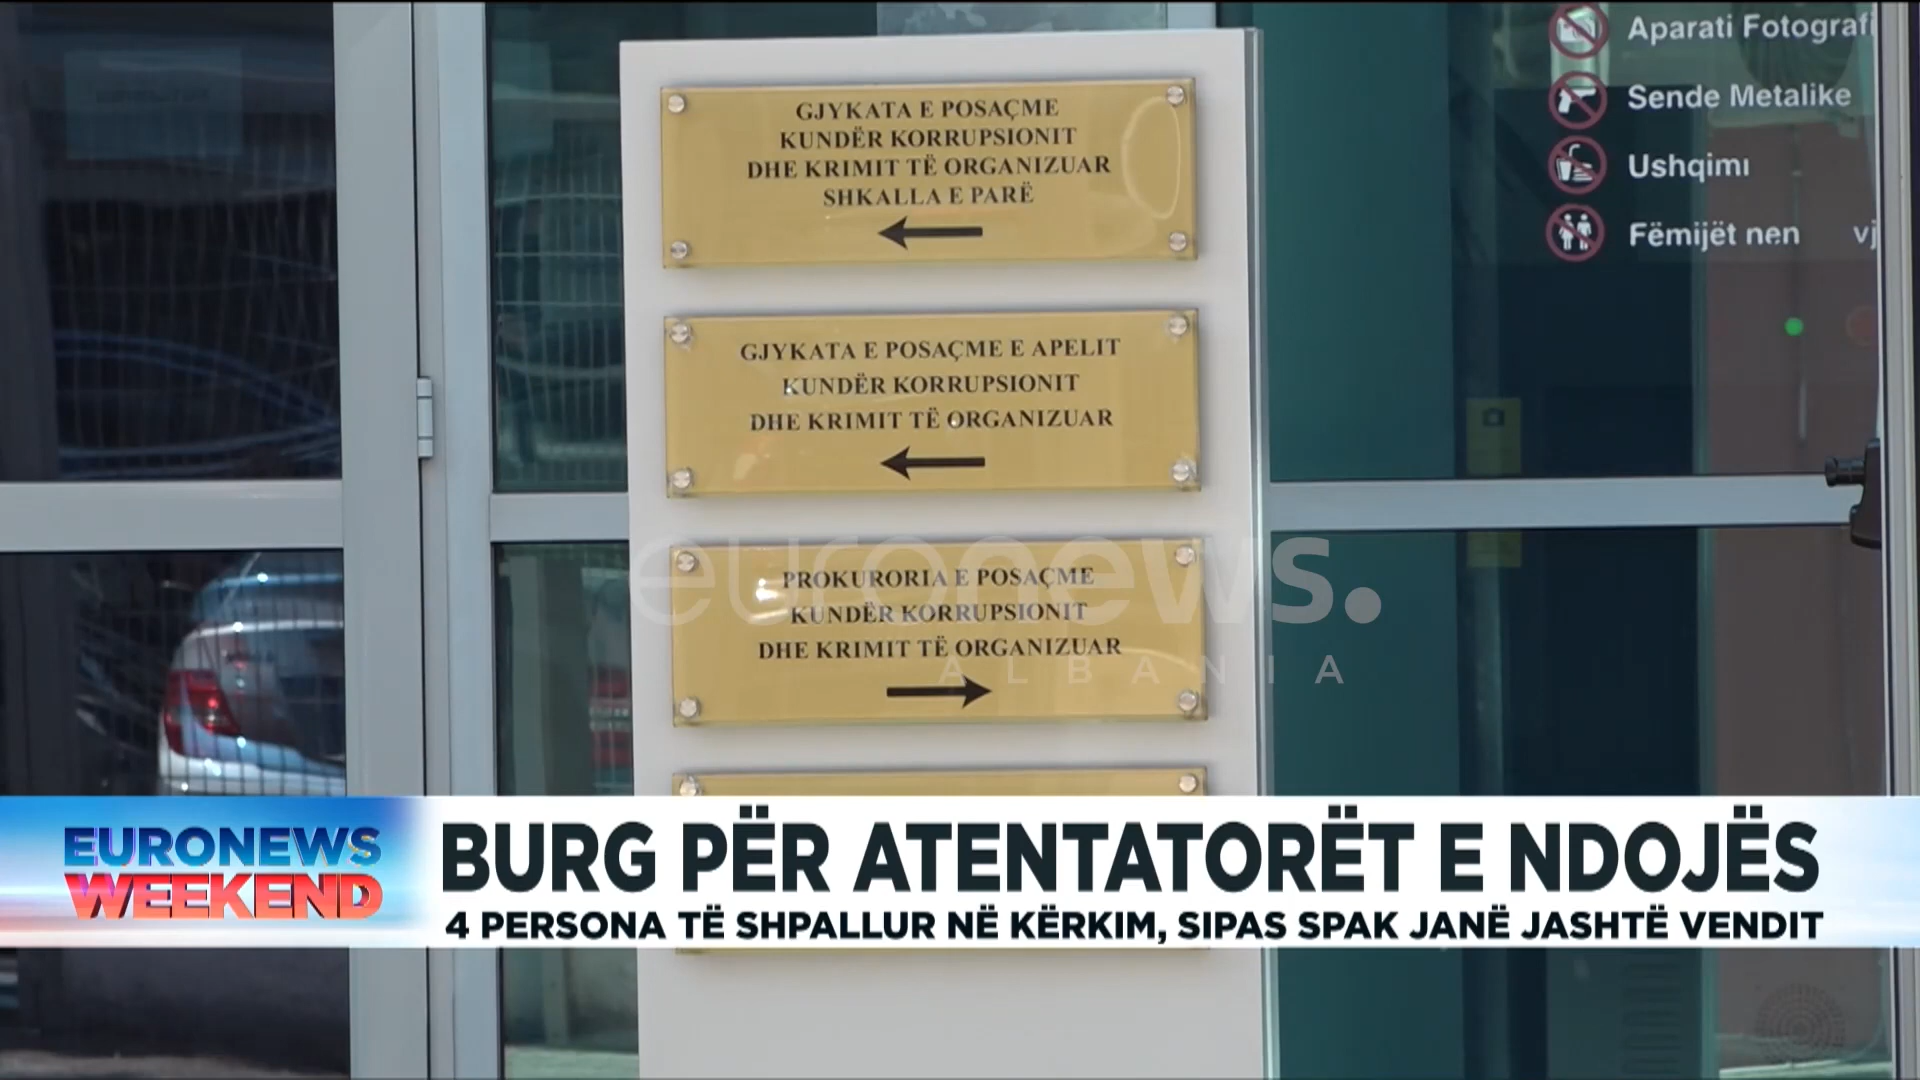 GJYKATA E POSAÇME
KUNDËR KORRUPSIONIT
DHE KRIMIT TË ORGANIZUAR
SHKALLA E PARË
GJYKATA E POSAÇME E APELIT
KUNDËR KORRUPSIONIT
DHE KRIMIT TË ORGANIZUAR
PROKURORIA E POSAÇME
KUNDËR KORRUPSIONIT
DHE KRIMIT TË ORGANIZUAR
Aparati Fotografi
Sende Metalike
Ushqimi
Fëmijët nen vj
euronews.
ALBANIA
EURONEWS
WEEKEND
BURG PËR ATENTATORËT E NDOJËS
4 PERSONA TË SHPALLUR NË KËRKIM, SIPAS SPAK JANË JASHTË VENDIT